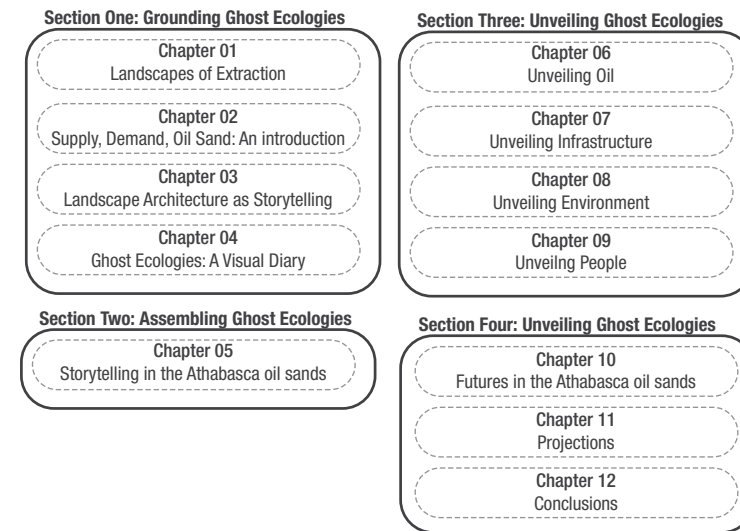 Section One: Grounding Ghost Ecologies
Chapter 01
Landscapes of Extraction
Chapter 02
Supply, Demand, Oil Sand: An introduction
Chapter 03
Landscape Architecture as Storytelling
Chapter 04
Ghost Ecologies: A Visual Diary
Section Two: Assembling Ghost Ecologies
Chapter 05
Storytelling in the Athabasca oil sands
Section Three: Unveiling Ghost Ecologies
Chapter 06
Unveiling Oil
Chapter 07
Unveiling Infrastructure
Chapter 08
Unveiling Environment
Chapter 09
Unveilng People
Section Four: Unveiling Ghost Ecologies
Chapter 10
Futures in the Athabasca oil sands
Chapter 11
Projections
Chapter 12
Conclusions